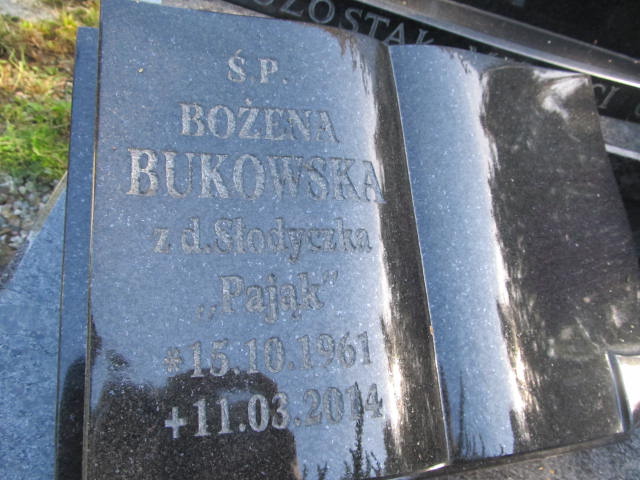 Ś.P.
BOŻENA
BUKOWSKA
z d.Słodyczka
„Pająk"
*15.10.1961
+11.03.2014